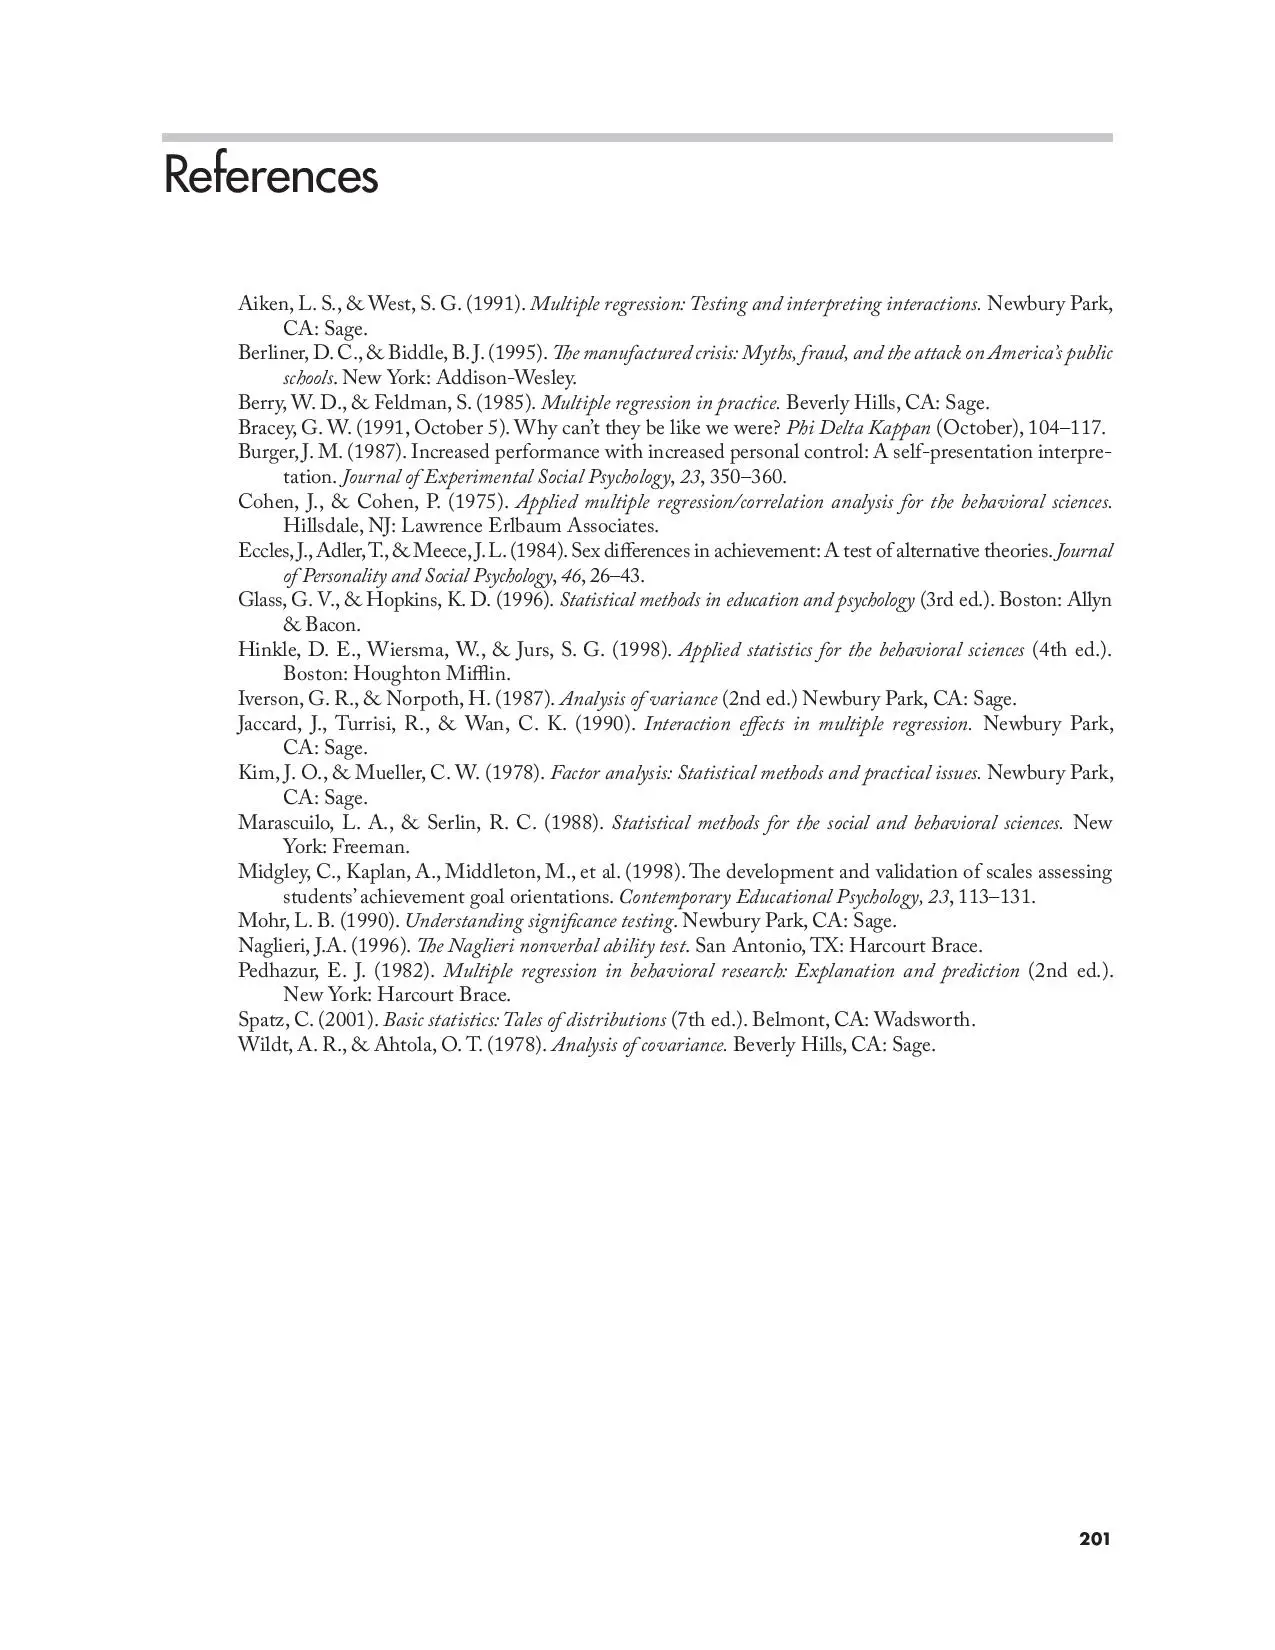 References
Aiken, L. S., & West, S. G. (1991). Multiple regression: Testing and interpreting interactions. Newbury Park,
CA: Sage.
Berliner, D. C., & Biddle, B. J. (1995). The manufactured crisis: Myths, fraud, and the attack on America’s public
schools. New York: Addison-Wesley.
Berry, W. D., & Feldman, S. (1985). Multiple regression in practice. Beverly Hills, CA: Sage.
Bracey, G. W. (1991, October 5). Why can’t they be like we were? Phi Delta Kappan (October), 104–117.
Burger, J. M. (1987). Increased performance with increased personal control: A self-presentation interpre-
tation. Journal of Experimental Social Psychology, 23, 350–360.
Cohen, J., & Cohen, P. (1975). Applied multiple regression/correlation analysis for the behavioral sciences.
Hillsdale, NJ: Lawrence Erlbaum Associates.
Eccles, J., Adler, T., & Meece, J. L. (1984). Sex differences in achievement: A test of alternative theories. Journal
of Personality and Social Psychology, 46, 26–43.
Glass, G. V., & Hopkins, K. D. (1996). Statistical methods in education and psychology (3rd ed.). Boston: Allyn
& Bacon.
Hinkle, D. E., Wiersma, W., & Jurs, S. G. (1998). Applied statistics for the behavioral sciences (4th ed.).
Boston: Houghton Mifflin.
Iverson, G. R., & Norpoth, H. (1987). Analysis of variance (2nd ed.) Newbury Park, CA: Sage.
Jaccard, J., Turrisi, R., & Wan, C. K. (1990). Interaction effects in multiple regression. Newbury Park,
CA: Sage.
Kim, J. O., & Mueller, C. W. (1978). Factor analysis: Statistical methods and practical issues. Newbury Park,
CA: Sage.
Marascuilo, L. A., & Serlin, R. C. (1988). Statistical methods for the social and behavioral sciences. New
York: Freeman.
Midgley, C., Kaplan, A., Middleton, M., et al. (1998). The development and validation of scales assessing
students’ achievement goal orientations. Contemporary Educational Psychology, 23, 113–131.
Mohr, L. B. (1990). Understanding significance testing. Newbury Park, CA: Sage.
Naglieri, J.A. (1996). The Naglieri nonverbal ability test. San Antonio, TX: Harcourt Brace.
Pedhazur, E. J. (1982). Multiple regression in behavioral research: Explanation and prediction (2nd ed.).
New York: Harcourt Brace.
Spatz, C. (2001). Basic statistics: Tales of distributions (7th ed.). Belmont, CA: Wadsworth.
Wildt, A. R., & Ahtola, O. T. (1978). Analysis of covariance. Beverly Hills, CA: Sage.
201